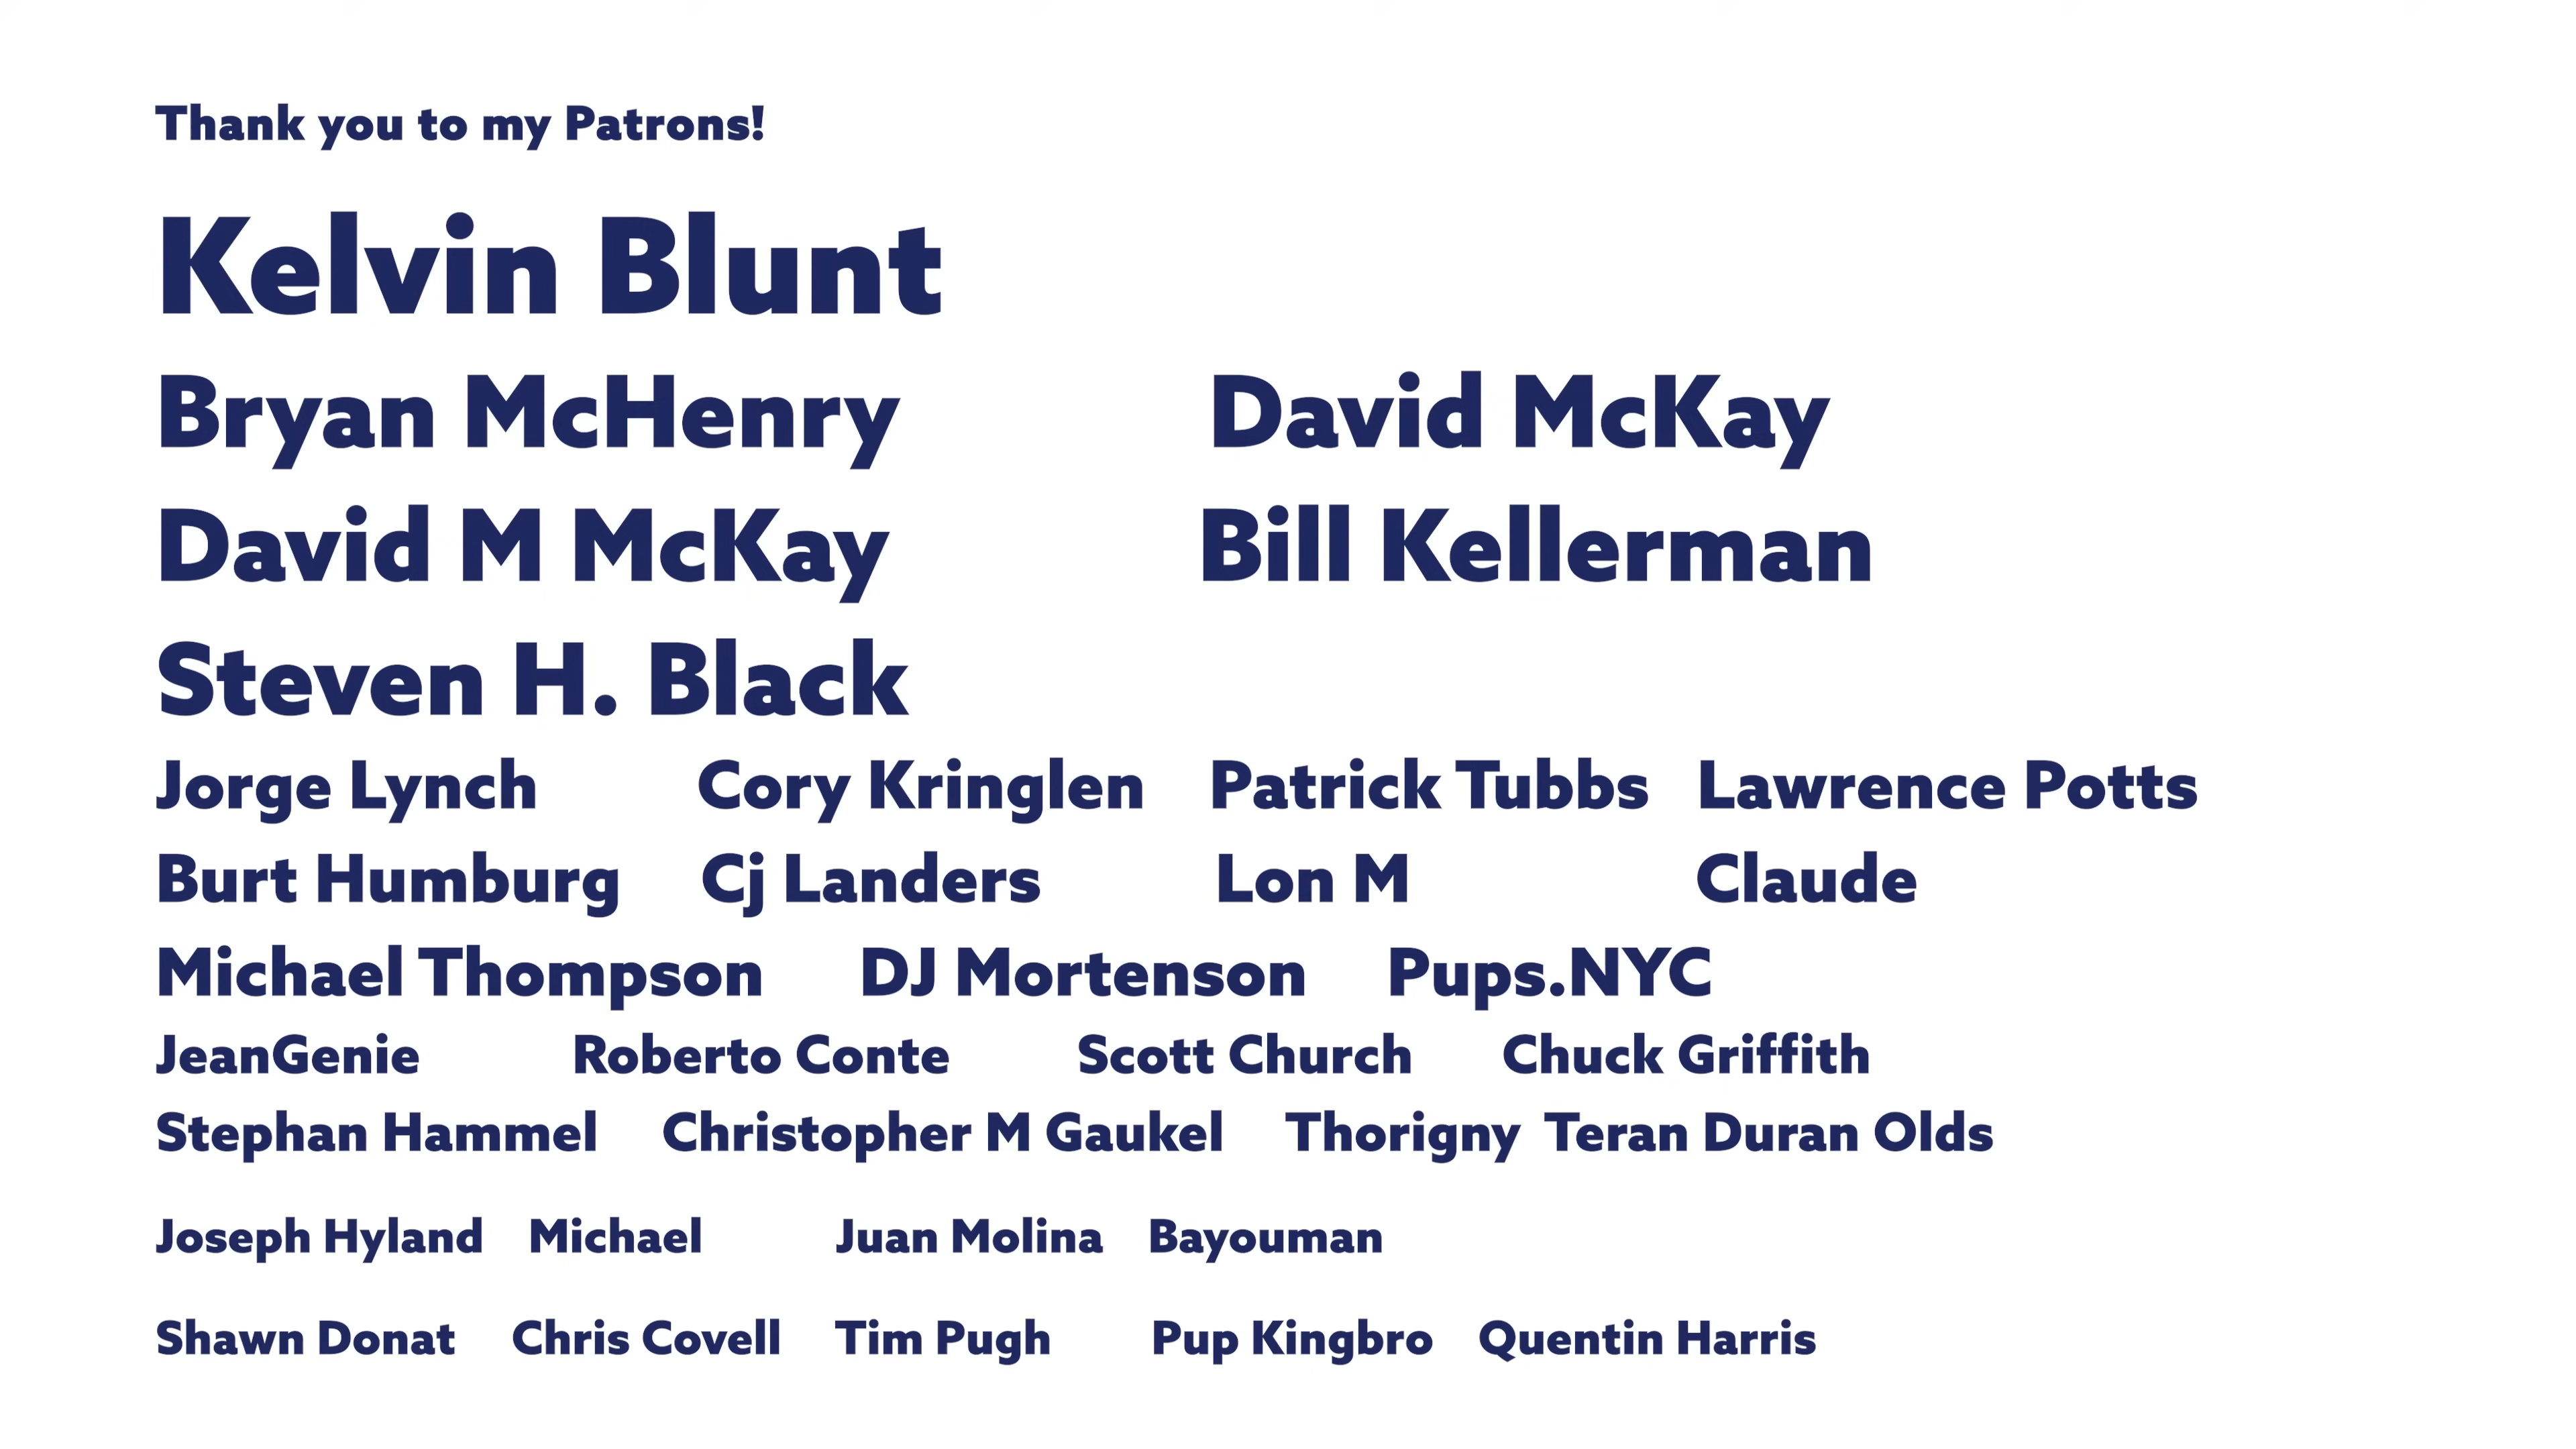 Thank you to my Patrons!
Kelvin Blunt
Bryan McHenry David McKay
David M McKay Bill Kellerman
Steven H. Black
Jorge Lynch Cory Kringlen Patrick Tubbs Lawrence Potts
Burt Humburg Cj Landers Lon M Claude
Michael Thompson DJ Mortenson Pups.NYC
JeanGenie Roberto Conte Scott Church Chuck Griffith
Stephan Hammel Christopher M Gaukel Thorigny Teran Duran Olds
Joseph Hyland Michael Juan Molina Bayouman
Shawn Donat Chris Covell Tim Pugh Pup Kingbro Quentin Harris